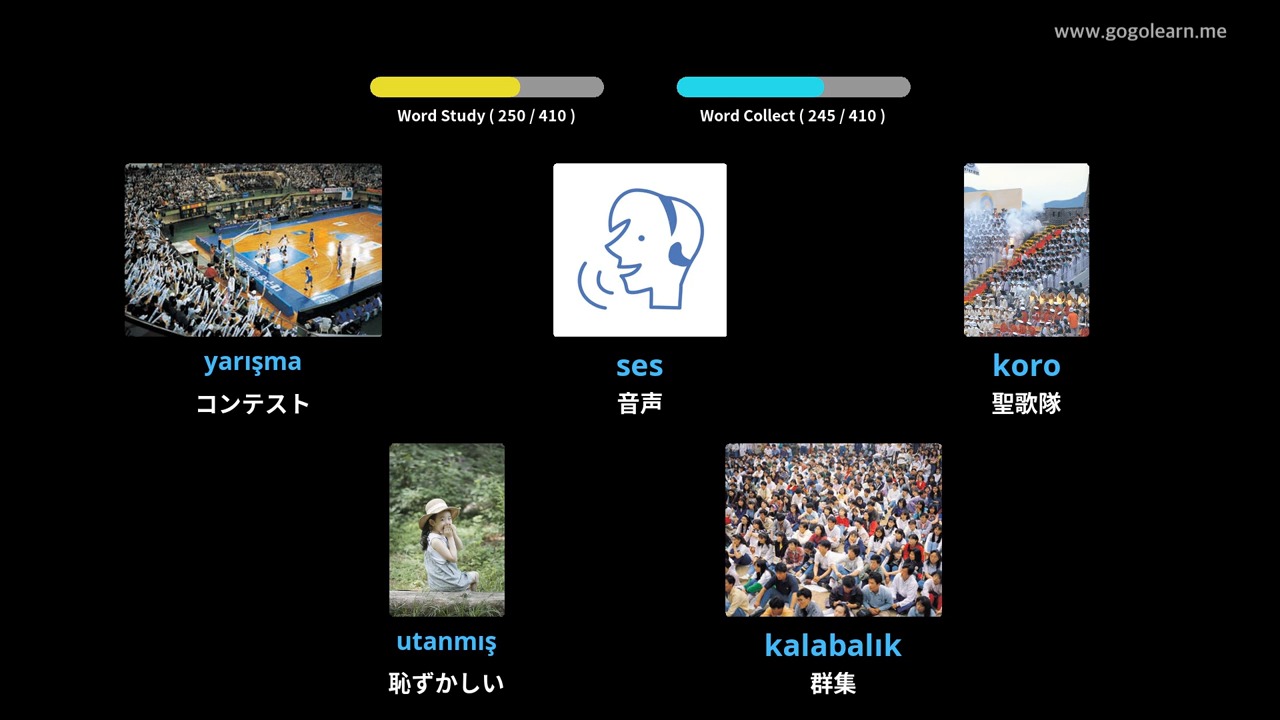 www.gogolearn.me
Word Study ( 250 / 410 )
Word Collect ( 245 / 410 )
yarışma
コンテスト
ses
音声
koro
聖歌隊
utanmış
恥ずかしい
kalabalık
群集